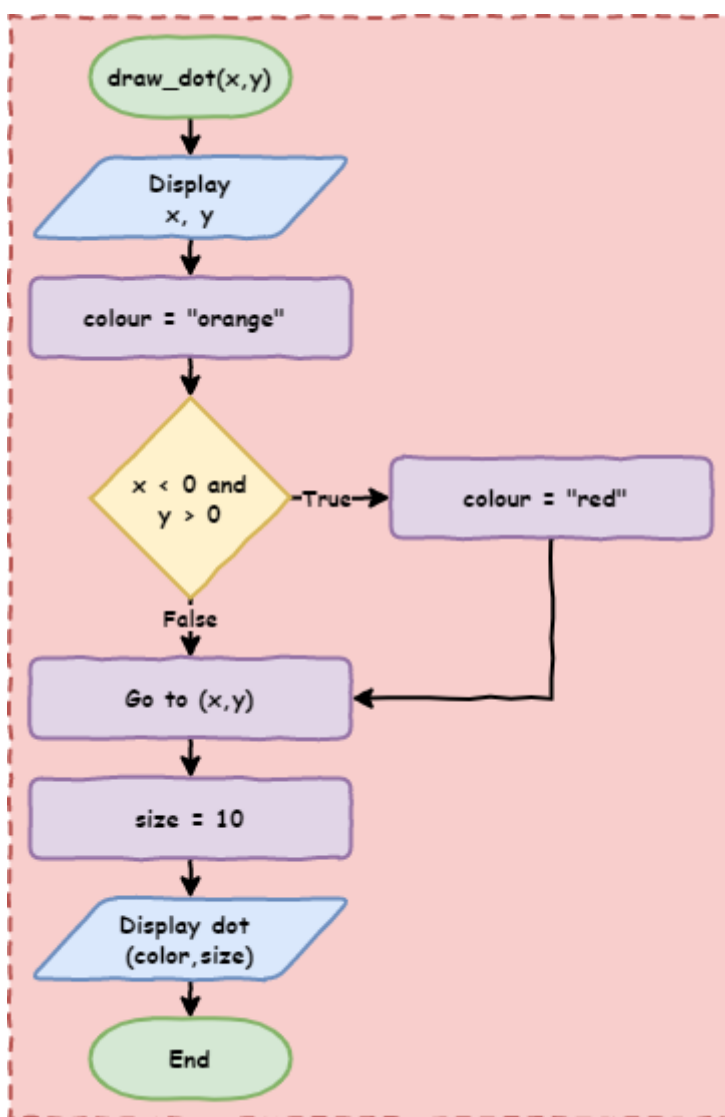 draw_dot(x,y)
Display
x, y
colour = "orange"
x < 0 and
y > 0
True
colour = "red"
False
Go to (x,y)
size = 10
Display dot
(color,size)
End